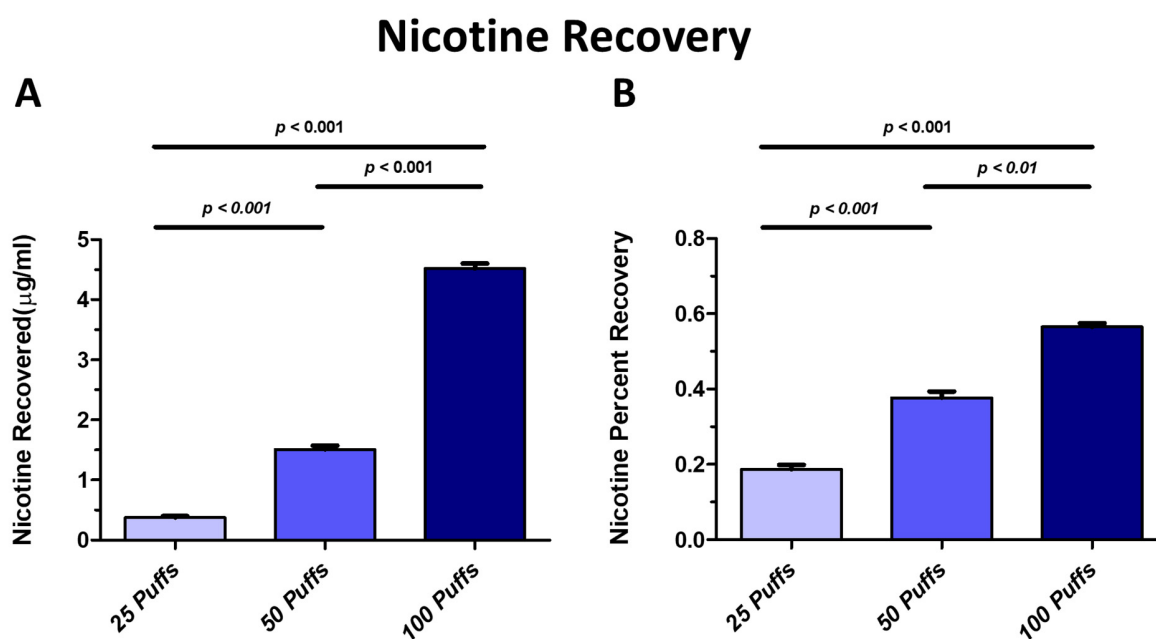 Nicotine Recovery
A
p < 0.001
p < 0.001
p < 0.001
Nicotine Recovered(μg/ml)
5
4
3
2
1
0
25 Puffs
50 Puffs
100 Puffs
B
p < 0.001
p < 0.01
p < 0.001
Nicotine Percent Recovery
0.8
0.6
0.4
0.2
0.0
25 Puffs
50 Puffs
100 Puffs